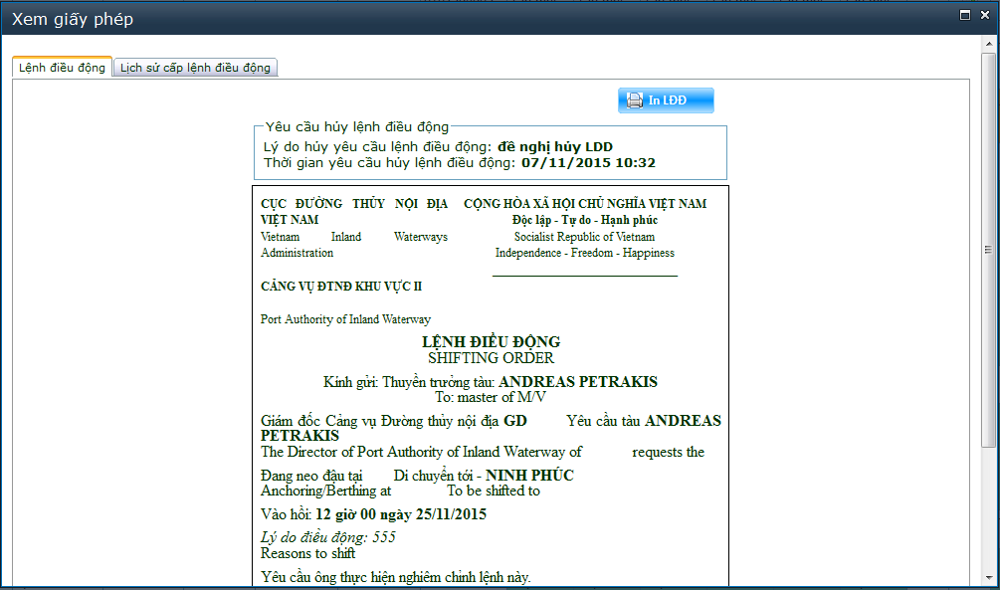 Xem giấy phép
Lệnh điều động
Lịch sử cấp lệnh điều động
In LĐĐ
Yêu cầu hủy lệnh điều động
Lý do hủy yêu cầu lệnh điều động: đề nghị hủy LDD
Thời gian yêu cầu hủy lệnh điều động: 07/11/2015 10:32
CỤC ĐƯỜNG THỦY NỘI ĐỊA
VIỆT NAM
Vietnam Inland Waterways
Administration
CẢNG VỤ ĐTNĐ KHU VỰC II
Port Authority of Inland Waterway
CỘNG HÒA XÃ HỘI CHỦ NGHĨA VIỆT NAM
Độc lập - Tự do - Hạnh phúc
Socialist Republic of Vietnam
Independence - Freedom - Happiness
LỆNH ĐIỀU ĐỘNG
SHIFTING ORDER
Kính gửi: Thuyền trưởng tàu: ANDREAS PETRAKIS
To: master of M/V
Giám đốc Cảng vụ Đường thủy nội địa GD Yêu cầu tàu ANDREAS
PETRAKIS
The Director of Port Authority of Inland Waterway of requests the
Đang neo đậu tại Di chuyển tới - NINH PHÚC
Anchoring/Berthing at To be shifted to
Vào hồi: 12 giờ 00 ngày 25/11/2015
Lý do điều động: 555
Reasons to shift
Yêu cầu ông thực hiện nghiêm chỉnh lệnh này.